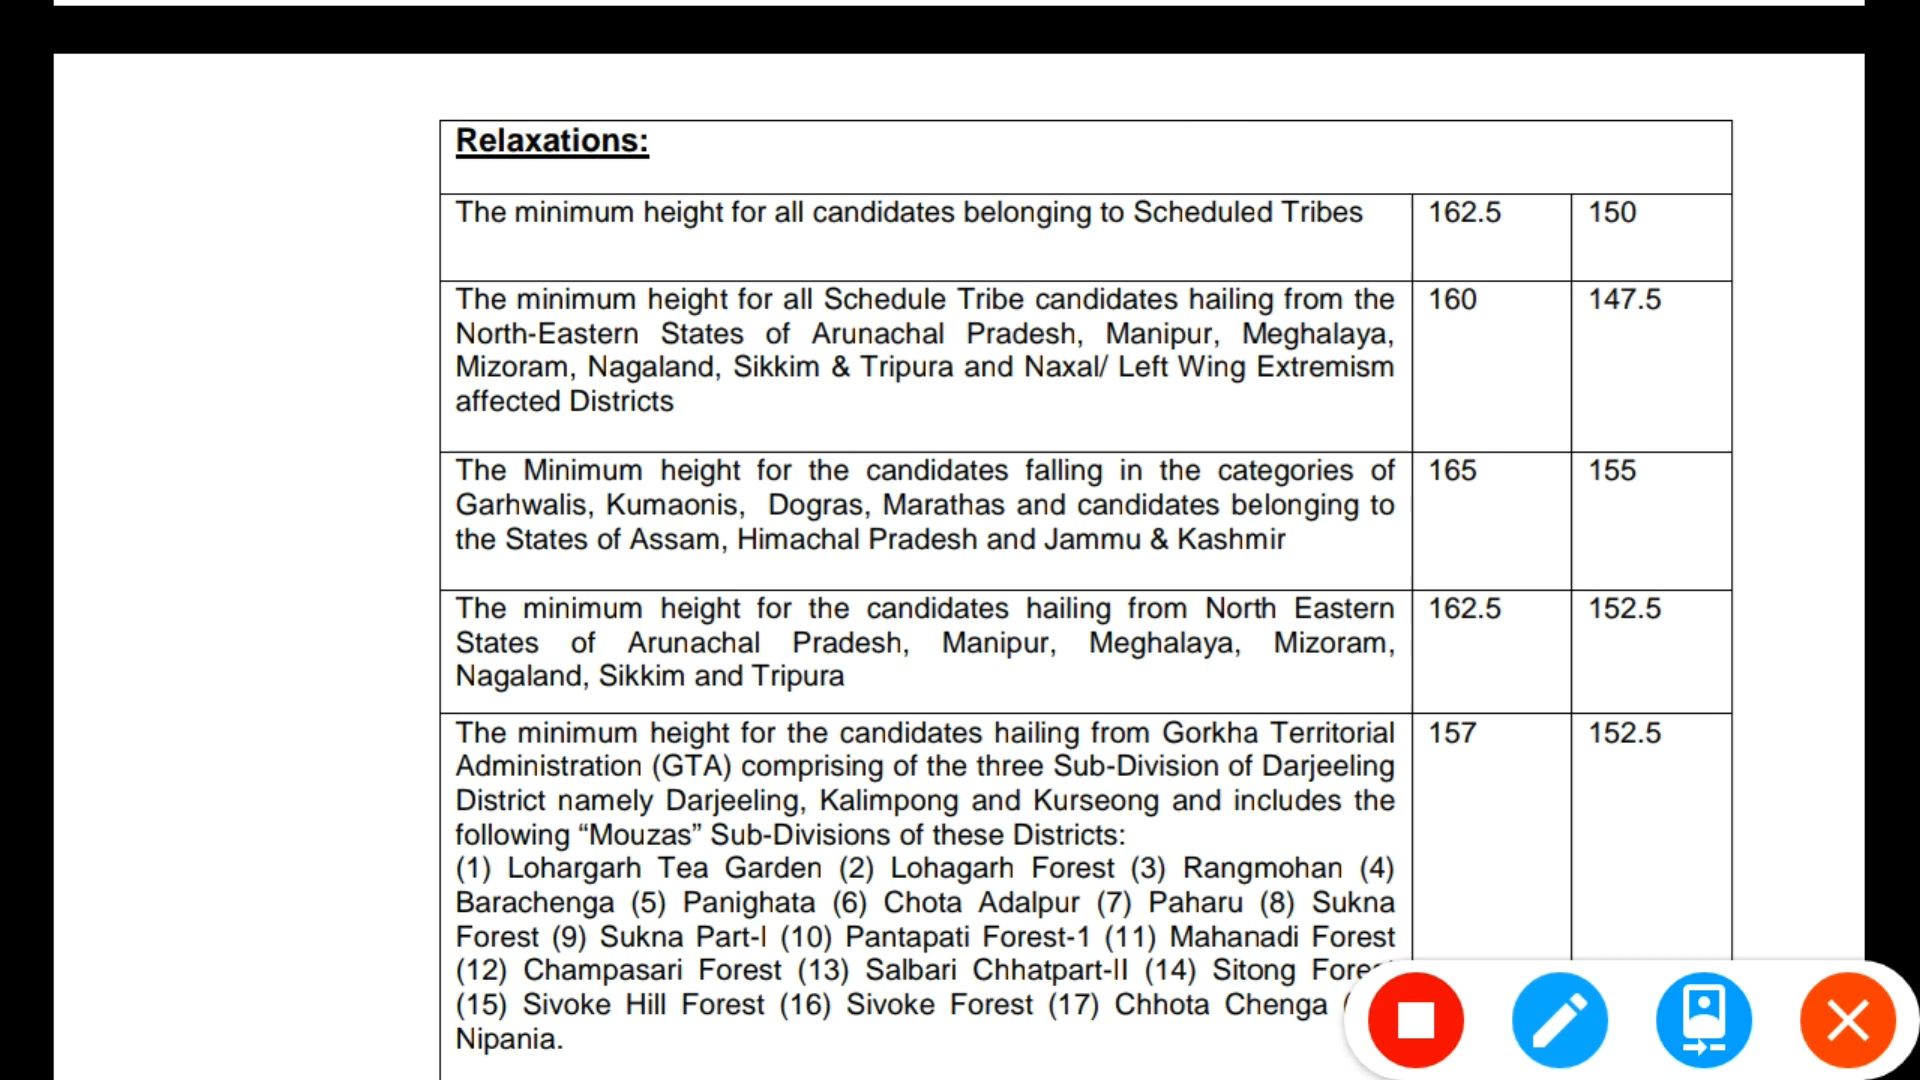 Relaxations:
The minimum height for all candidates belonging to Scheduled Tribes 162.5 150
The minimum height for all Schedule Tribe candidates hailing from the 160 147.5
North-Eastern States of Arunachal Pradesh, Manipur, Meghalaya,
Mizoram, Nagaland, Sikkim & Tripura and Naxal/ Left Wing Extremism
affected Districts
The Minimum height for the candidates falling in the categories of 165 155
Garhwalis, Kumaonis, Dogras, Marathas and candidates belonging to
the States of Assam, Himachal Pradesh and Jammu & Kashmir
The minimum height for the candidates hailing from North Eastern 162.5 152.5
States of Arunachal Pradesh, Manipur, Meghalaya, Mizoram,
Nagaland, Sikkim and Tripura
The minimum height for the candidates hailing from Gorkha Territorial 157 152.5
Administration (GTA) comprising of the three Sub-Division of Darjeeling
District namely Darjeeling, Kalimpong and Kurseong and includes the
following “Mouzas” Sub-Divisions of these Districts:
(1) Lohargarh Tea Garden (2) Lohagarh Forest (3) Rangmohan (4)
Barachenga (5) Panighata (6) Chota Adalpur (7) Paharu (8) Sukna
Forest (9) Sukna Part-I (10) Pantapati Forest-1 (11) Mahanadi Forest
(12) Champasari Forest (13) Salbari Chhatpart-II (14) Sitong
(15) Sivoke Hill Forest (16) Sivoke Forest (17) Chhota Chenga
Nipania.